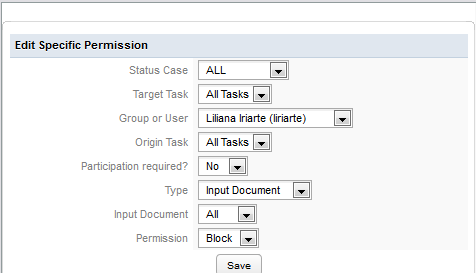 Edit Specific Permission
Status Case ALL
Target Task All Tasks
Group or User Liliana Iriarte (liriarte)
Origin Task All Tasks
Participation required? No
Type Input Document
Input Document All
Permission Block
Save